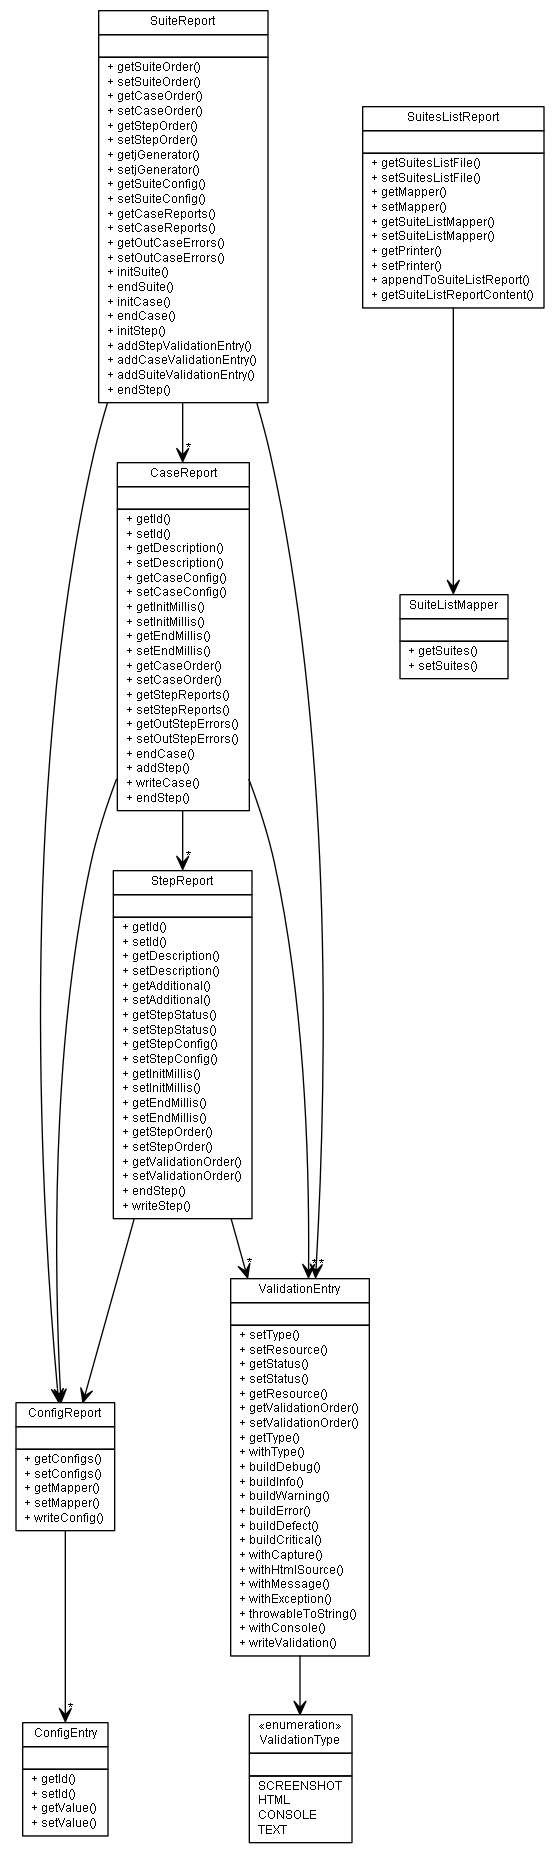 SuiteReport
+ getSuiteOrder()
+ setSuiteOrder()
+ getCaseOrder()
+ setCaseOrder()
+ getStepOrder()
+ setStepOrder()
+ getjGenerator()
+ setjGenerator()
+ getSuiteConfig()
+ setSuiteConfig()
+ getCaseReports()
+ setCaseReports()
+ getOutCaseErrors()
+ setOutCaseErrors()
+ initSuite()
+ endSuite()
+ initCase()
+ endCase()
+ initStep()
+ addStepValidationEntry()
+ addCaseValidationEntry()
+ addSuiteValidationEntry()
+ endStep()
SuitesListReport
+ getSuitesListFile()
+ setSuitesListFile()
+ getMapper()
+ setMapper()
+ getSuiteListMapper()
+ setSuiteListMapper()
+ getPrinter()
+ setPrinter()
+ appendToSuiteListReport()
+ getSuiteListReportContent()
*
CaseReport
+ getId()
+ setId()
+ getDescription()
+ setDescription()
+ getCaseConfig()
+ setCaseConfig()
+ getInitMillis()
+ setInitMillis()
+ getEndMillis()
+ setEndMillis()
+ getCaseOrder()
+ setCaseOrder()
+ getStepReports()
+ setStepReports()
+ getOutStepErrors()
+ setOutStepErrors()
+ endCase()
+ addStep()
+ writeCase()
+ endStep()
SuiteListMapper
+ getSuites()
+ setSuites()
*
StepReport
+ getId()
+ setId()
+ getDescription()
+ setDescription()
+ getAdditional()
+ setAdditional()
+ getStepStatus()
+ setStepStatus()
+ getStepConfig()
+ setStepConfig()
+ getInitMillis()
+ setInitMillis()
+ getEndMillis()
+ setEndMillis()
+ getStepOrder()
+ setStepOrder()
+ getValidationOrder()
+ setValidationOrder()
+ endStep()
+ writeStep()
* * *
ValidationEntry
+ setType()
+ setResource()
+ getStatus()
+ setStatus()
+ getResource()
+ getValidationOrder()
+ setValidationOrder()
+ getType()
+ withType()
+ buildDebug()
+ buildInfo()
+ buildWarning()
+ buildError()
+ buildDefect()
+ buildCritical()
+ withCapture()
+ withHtmlSource()
+ withMessage()
+ withException()
+ throwableToString()
+ withConsole()
+ writeValidation()
ConfigReport
+ getConfigs()
+ setConfigs()
+ getMapper()
+ setMapper()
+ writeConfig()
*
ConfigEntry
+ getId()
+ setId()
+ getValue()
+ setValue()
«enumeration»
ValidationType
SCREENSHOT
HTML
CONSOLE
TEXT